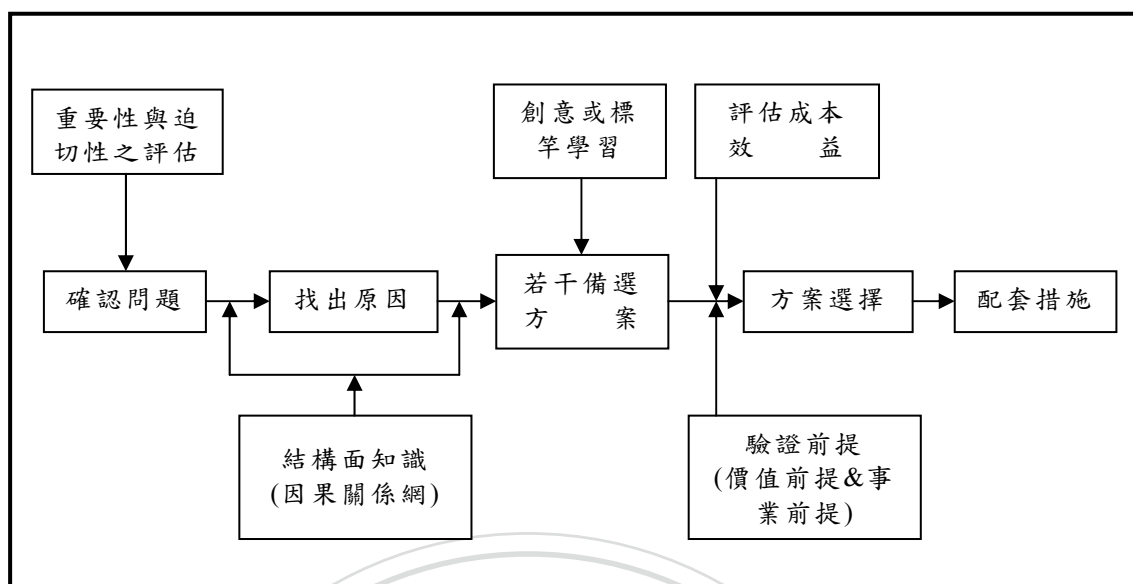 重要性與迫
切性之評估
創意或標
竿學習
評估成本
效益
確認問題
找出原因
若干備選
方案
方案選擇
配套措施
結構面知識
(因果關係網)
驗證前提
(價值前提&事
業前提)